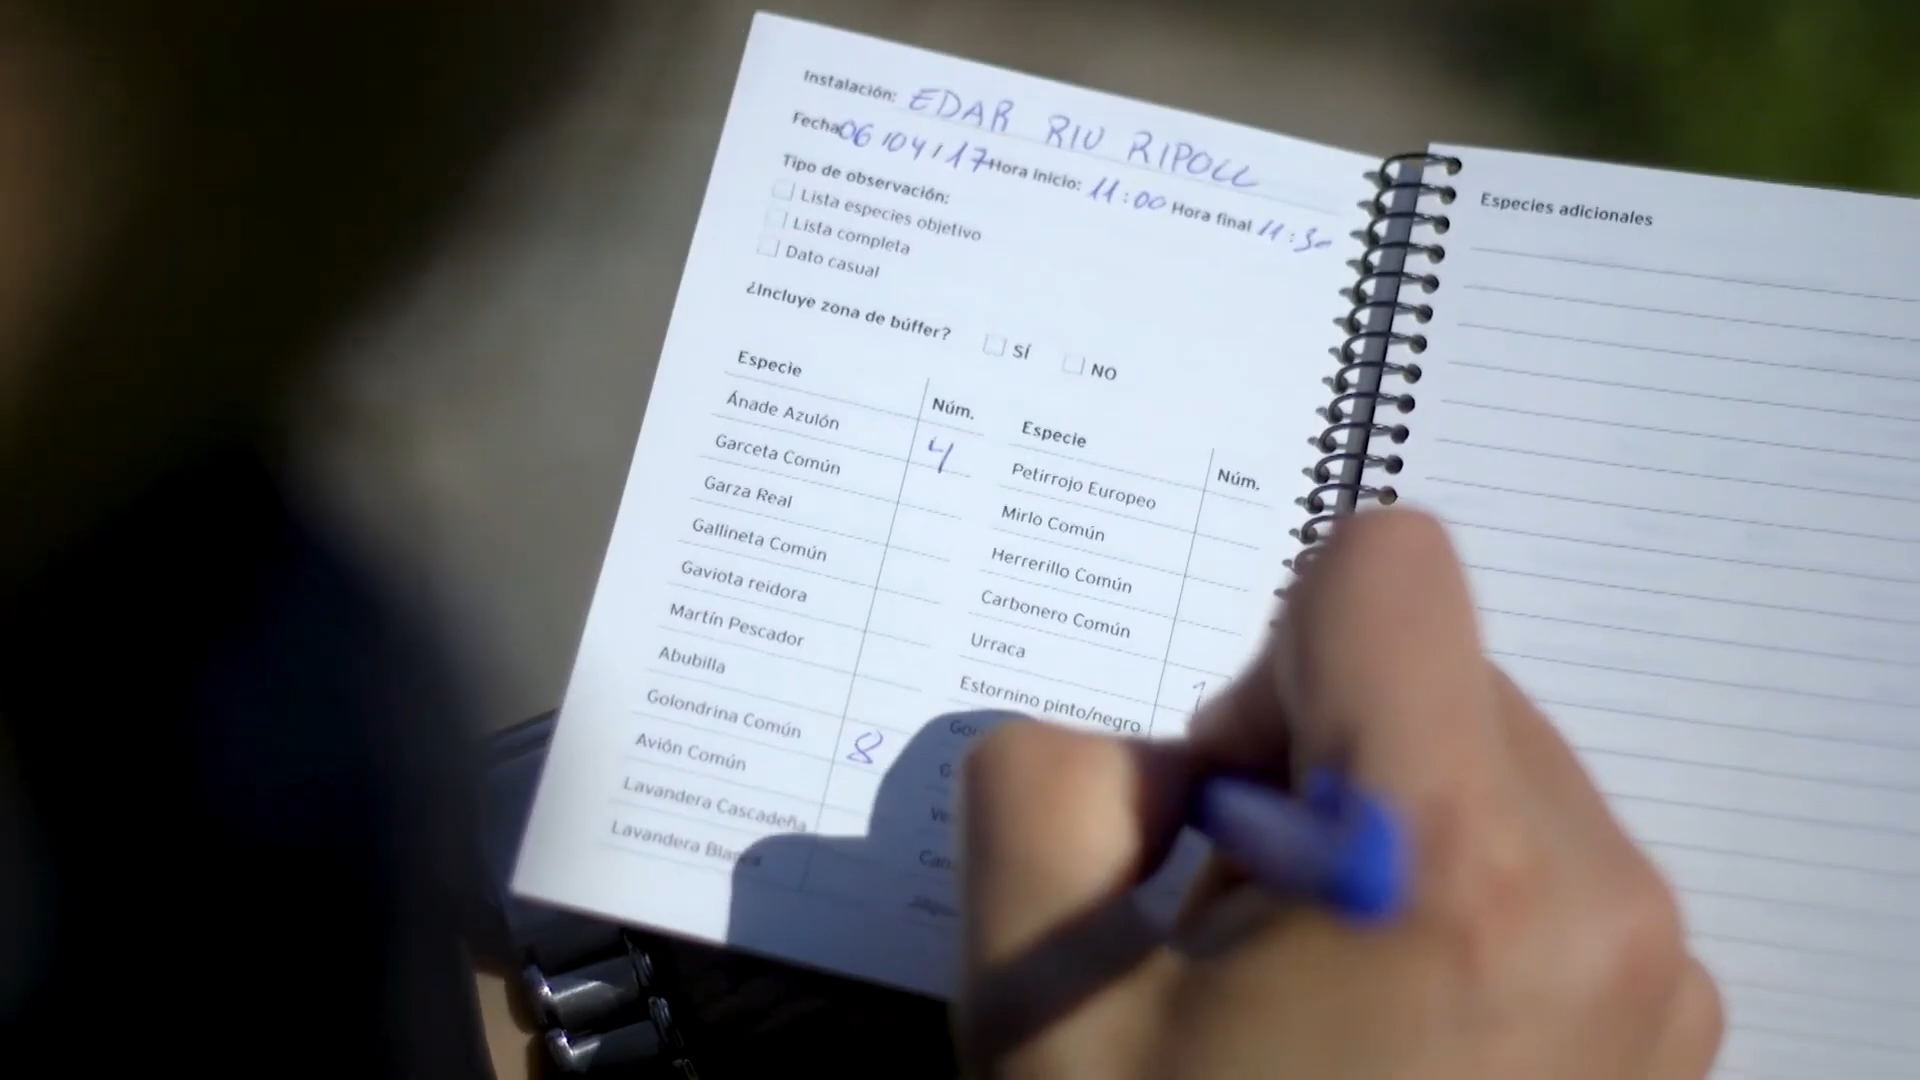 Instalación: EDAR RIU RIPOLL
Fecha 06/04/17 Hora inicio: 11:00 Hora final 11:30
Tipo de observación:
Lista especies objetivo
Lista completa
Dato casual
¿Incluye zona de búffer? SÍ NO
Especie Núm.
Ánade Azulón 4
Garceta Común
Garza Real
Gallineta Común
Gaviota reidora
Martín Pescador
Abubilla
Golondrina Común 8
Avión Común
Lavandera Cascadeña
Lavandera Blanca
Especie Núm.
Petirrojo Europeo
Mirlo Común
Herrerillo Común
Carbonero Común
Urraca
Estornino pinto/negro
Especies adicionales